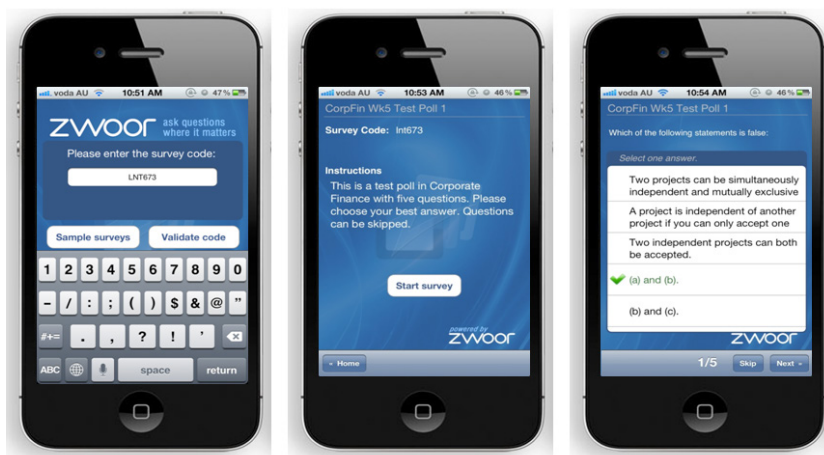 voda AU 10:51 AM 47%
zwoor ask questions
where it matters
Please enter the survey code:
LNT673
Sample surveys Validate code
1 2 3 4 5 6 7 8 9 0
- / : ; ( ) $ & @ "
#+= . , ? ! '
ABC space return
voda AU 10:53 AM 46%
CorpFin Wk5 Test Poll 1
Survey Code: Int673
Instructions
This is a test poll in Corporate
Finance with five questions. Please
choose your best answer. Questions
can be skipped.
Start survey
powered by
zwoor
Home
voda AU 10:54 AM 46%
CorpFin Wk5 Test Poll 1
Which of the following statements is false:
Select one answer.
Two projects can be simultaneously
independent and mutually exclusive
A project is independent of another
project if you can only accept one
Two independent projects can both
be accepted.
(a) and (b).
(b) and (c).
zwoor
1/5 Skip Next